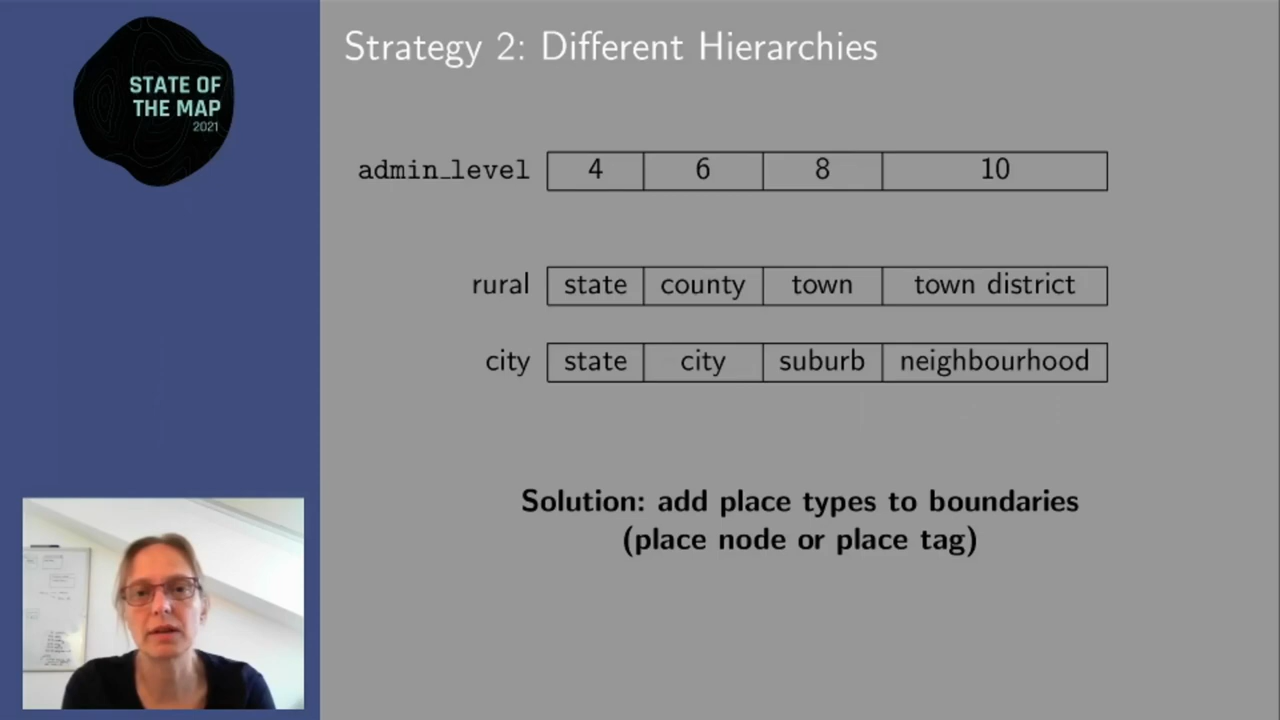 STATE OF
THE MAP
2021
Strategy 2: Different Hierarchies
admin_level 4 6 8 10
rural state county town town district
city state city suburb neighbourhood
Solution: add place types to boundaries
(place node or place tag)